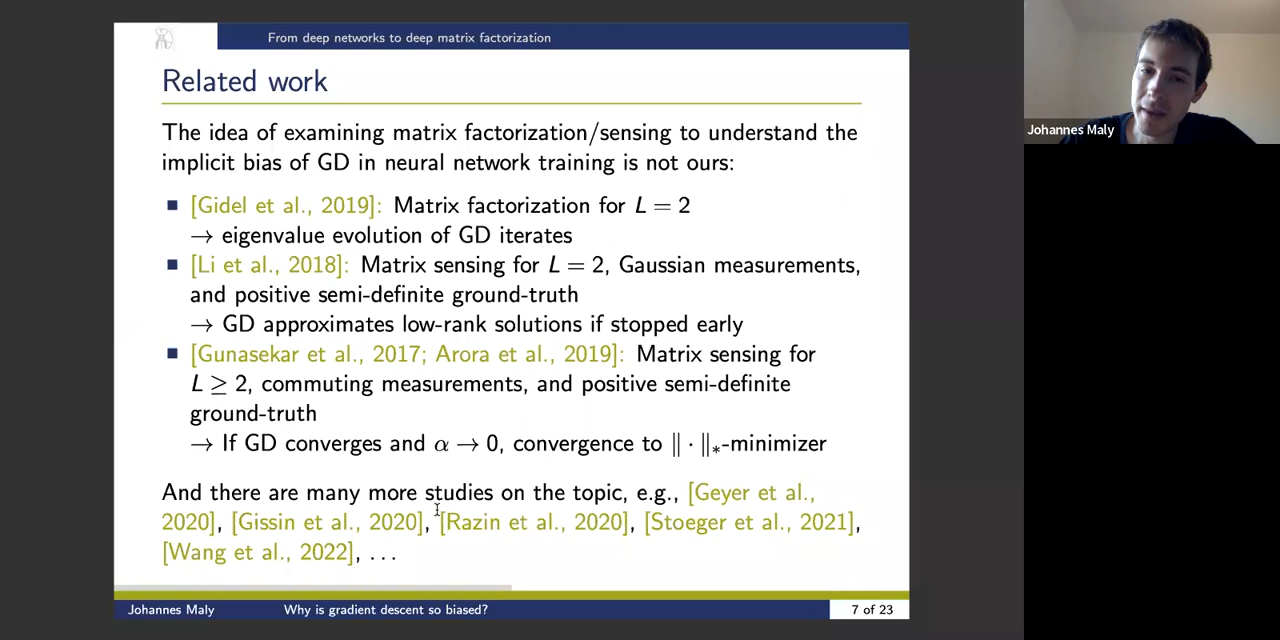 From deep networks to deep matrix factorization
Related work
The idea of examining matrix factorization/sensing to understand the
implicit bias of GD in neural network training is not ours:
[Gidel et al., 2019]: Matrix factorization for L = 2
→ eigenvalue evolution of GD iterates
[Li et al., 2018]: Matrix sensing for L = 2, Gaussian measurements,
and positive semi-definite ground-truth
→ GD approximates low-rank solutions if stopped early
[Gunasekar et al., 2017; Arora et al., 2019]: Matrix sensing for
L ≥ 2, commuting measurements, and positive semi-definite
ground-truth
→ If GD converges and α → 0, convergence to ‖ · ‖*-minimizer
And there are many more studies on the topic, e.g., [Geyer et al.,
2020], [Gissin et al., 2020], [Razin et al., 2020], [Stoeger et al., 2021],
[Wang et al., 2022], ...
Johannes Maly Why is gradient descent so biased? 7 of 23
Johannes Maly